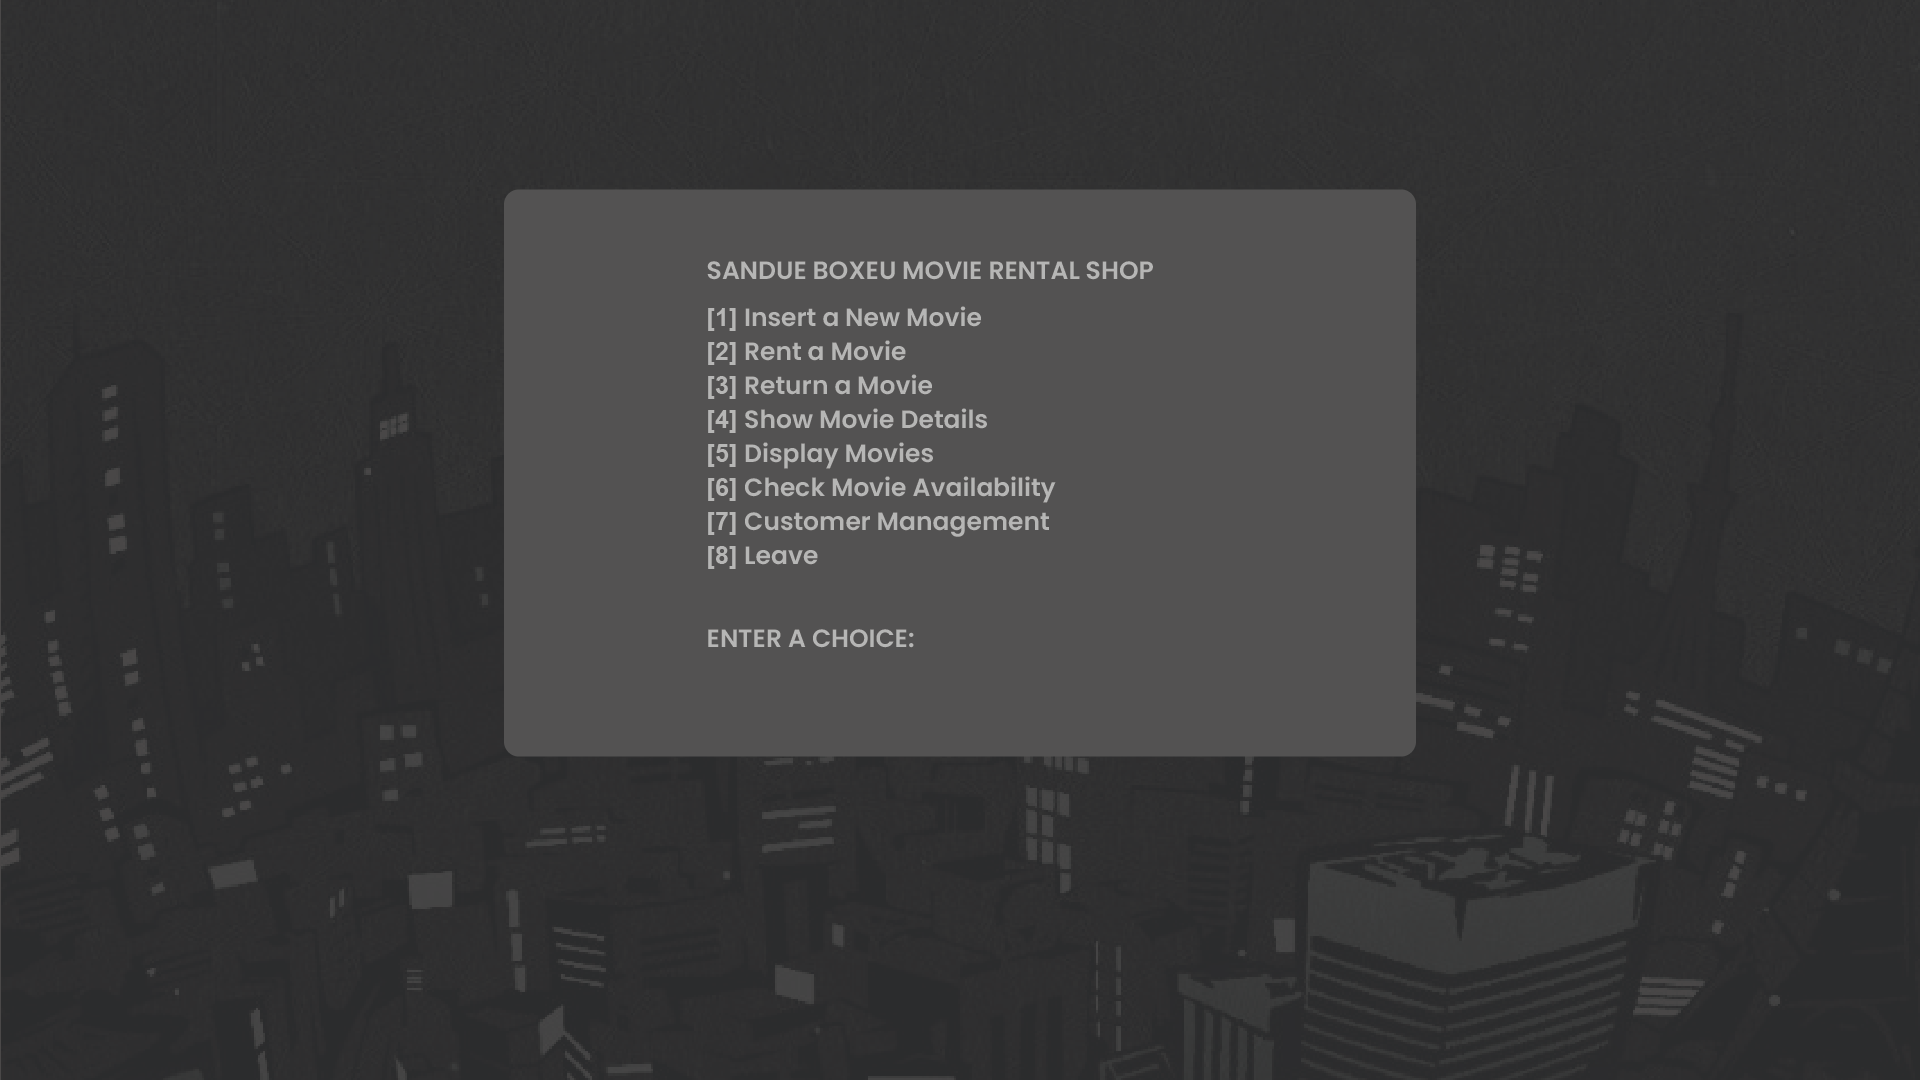 SANDUE BOXEU MOVIE RENTAL SHOP
[1] Insert a New Movie
[2] Rent a Movie
[3] Return a Movie
[4] Show Movie Details
[5] Display Movies
[6] Check Movie Availability
[7] Customer Management
[8] Leave
ENTER A CHOICE: